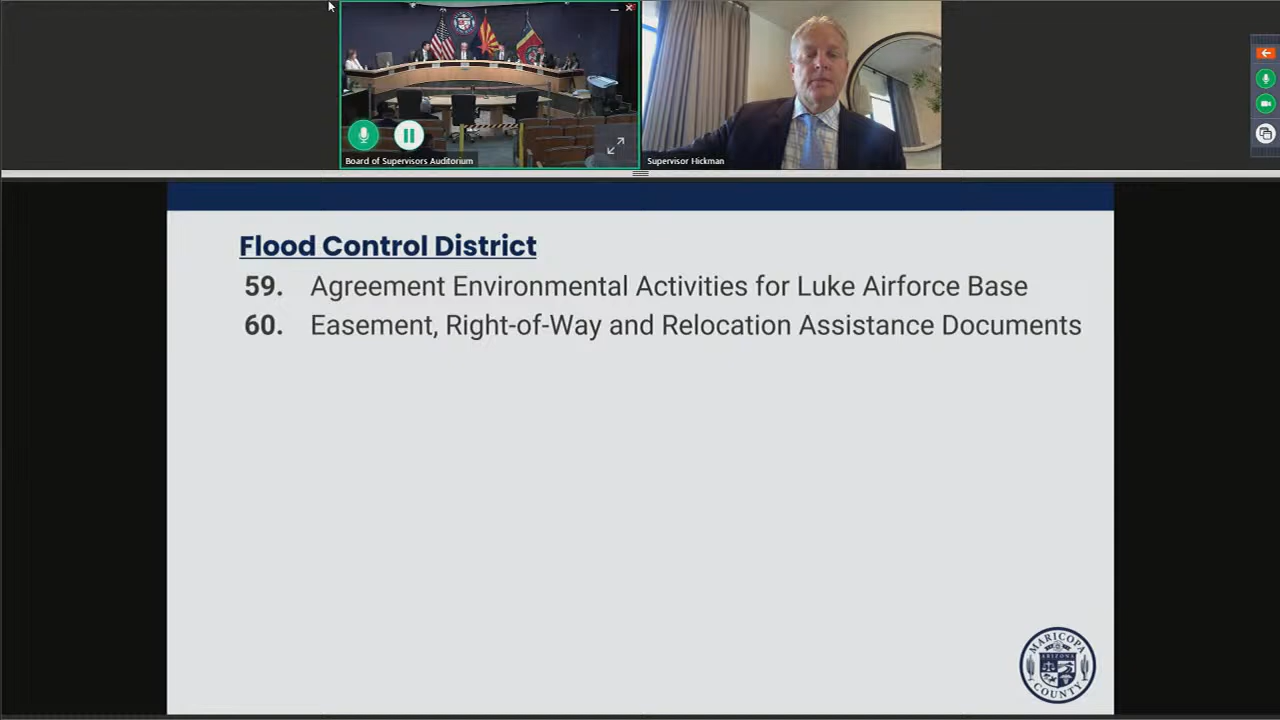 Board of Supervisors Auditorium
Supervisor Hickman
Flood Control District
59. Agreement Environmental Activities for Luke Airforce Base
60. Easement, Right-of-Way and Relocation Assistance Documents
MARICOPA
ARIZONA
COUNTY